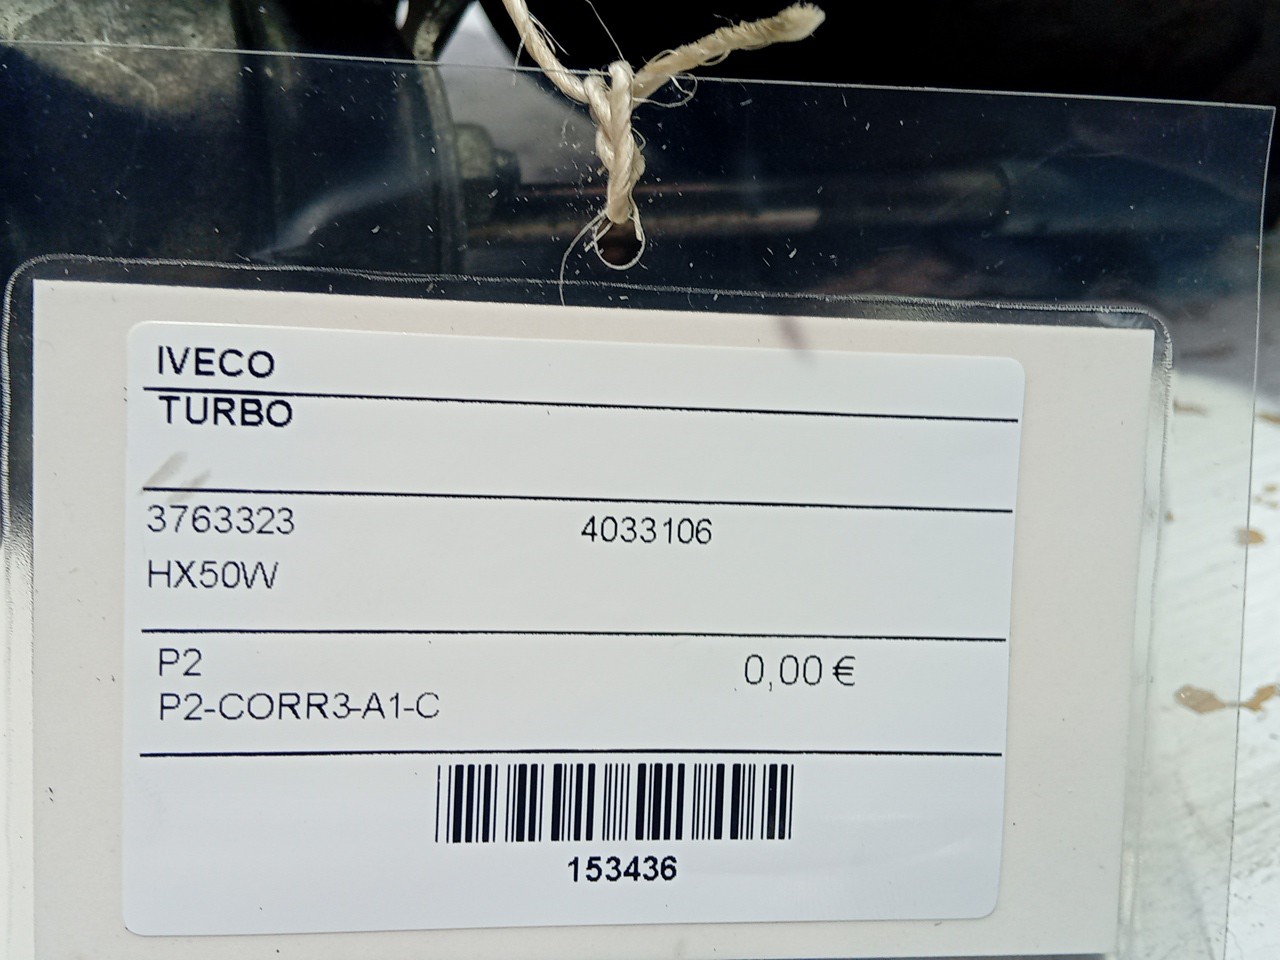 IVECO
TURBO
3763323 4033106
HX50W
P2 0,00 €
P2-CORR3-A1-C
153436